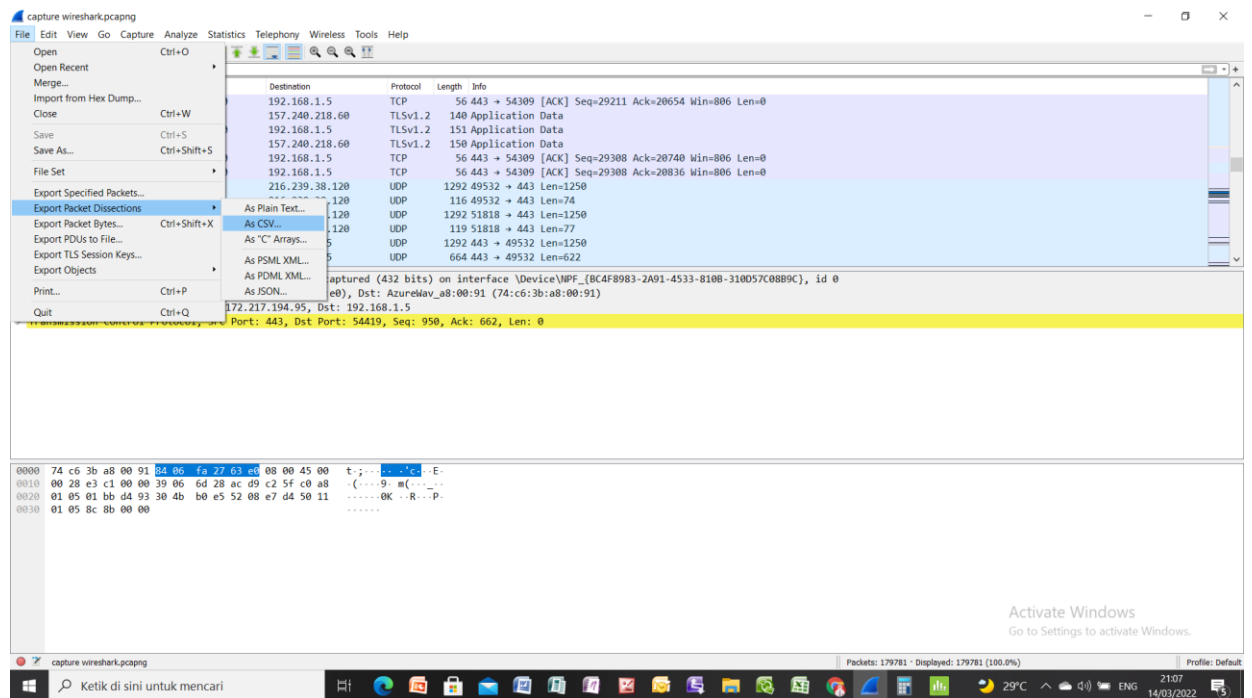 capture wireshark.pcapng
File Edit View Go Capture Analyze Statistics Telephony Wireless Tools Help
Open Ctrl+O
Open Recent
Merge...
Import from Hex Dump...
Close Ctrl+W
Save Ctrl+S
Save As... Ctrl+Shift+S
File Set
Export Specified Packets...
Export Packet Dissections
Export Packet Bytes... Ctrl+Shift+X
Export PDUs to File...
Export TLS Session Keys...
Export Objects
Print... Ctrl+P
Quit Ctrl+Q
As Plain Text...
As CSV...
As "C" Arrays...
As PSML XML...
As PDML XML...
As JSON...
Destination Protocol Length Info
192.168.1.5 TCP 56 443 → 54309 [ACK] Seq=29211 Ack=20654 Win=806 Len=0
157.240.218.60 TLSv1.2 140 Application Data
192.168.1.5 TLSv1.2 151 Application Data
157.240.218.60 TLSv1.2 150 Application Data
192.168.1.5 TCP 56 443 → 54309 [ACK] Seq=29308 Ack=20740 Win=806 Len=0
192.168.1.5 TCP 56 443 → 54309 [ACK] Seq=29308 Ack=20836 Win=806 Len=0
216.239.38.120 UDP 1292 49532 → 443 Len=1250
UDP 116 49532 → 443 Len=74
.120 UDP 1292 51818 → 443 Len=1250
.120 UDP 119 51818 → 443 Len=77
5 UDP 1292 443 → 49532 Len=1250
5 UDP 664 443 → 49532 Len=622
aptured (432 bits) on interface \Device\NPF_{BC4F8983-2A91-4533-810B-310D57C08B9C}, id 0
e0), Dst: AzureWav_a8:00:91 (74:c6:3b:a8:00:91)
172.217.194.95, Dst: 192.168.1.5
Transmission Control Protocol, Src Port: 443, Dst Port: 54419, Seq: 950, Ack: 662, Len: 0
0000 74 c6 3b a8 00 91 84 06 fa 27 63 e0 08 00 45 00 t·;····· ·'c···E·
0010 00 28 e3 c1 00 00 39 06 6d 28 ac d9 c2 5f c0 a8 ·(····9· m(···_··
0020 01 05 01 bb d4 93 30 4b b0 e5 52 08 e7 d4 50 11 ······0K ··R···P·
0030 01 05 8c 8b 00 00 ······
Activate Windows
Go to Settings to activate Windows.
capture wireshark.pcapng Packets: 179781 · Displayed: 179781 (100.0%) Profile: Default
Ketik di sini untuk mencari 29°C ENG 21:07
14/03/2022
5